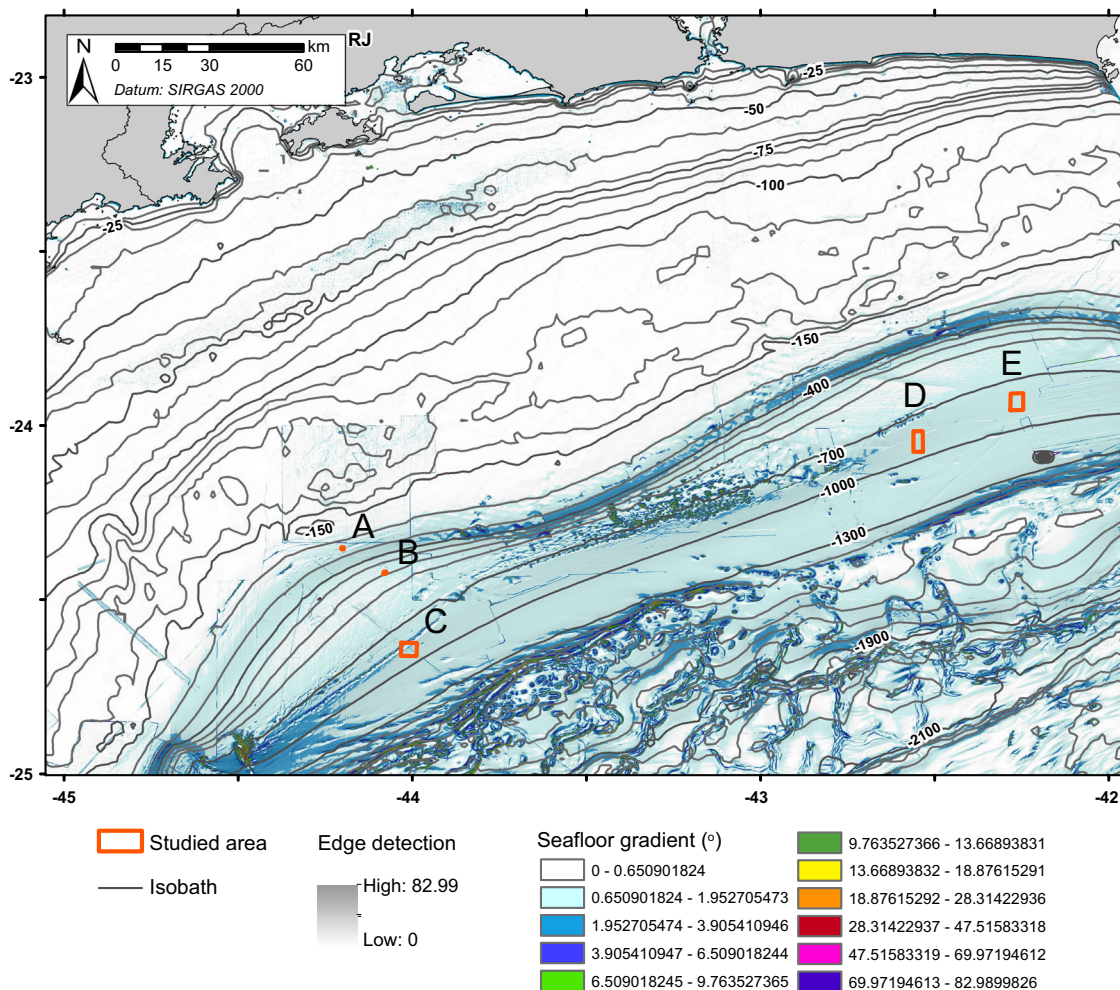 N
0 15 30 60 km
Datum: SIRGAS 2000
RJ
-25
-50
-75
-100
-25
-150
-400
E
D
-700
-1000
-150
A
B
-1300
C
-1900
-2100
-23
-24
-25
-45 -44 -43 -42
Studied area
Isobath
Edge detection
High: 82.99
Low: 0
Seafloor gradient (º)
0 - 0.650901824
0.650901824 - 1.952705473
1.952705474 - 3.905410946
3.905410947 - 6.509018244
6.509018245 - 9.763527365
9.763527366 - 13.66893831
13.66893832 - 18.87615291
18.87615292 - 28.31422936
28.31422937 - 47.51583318
47.51583319 - 69.97194612
69.97194613 - 82.9899826